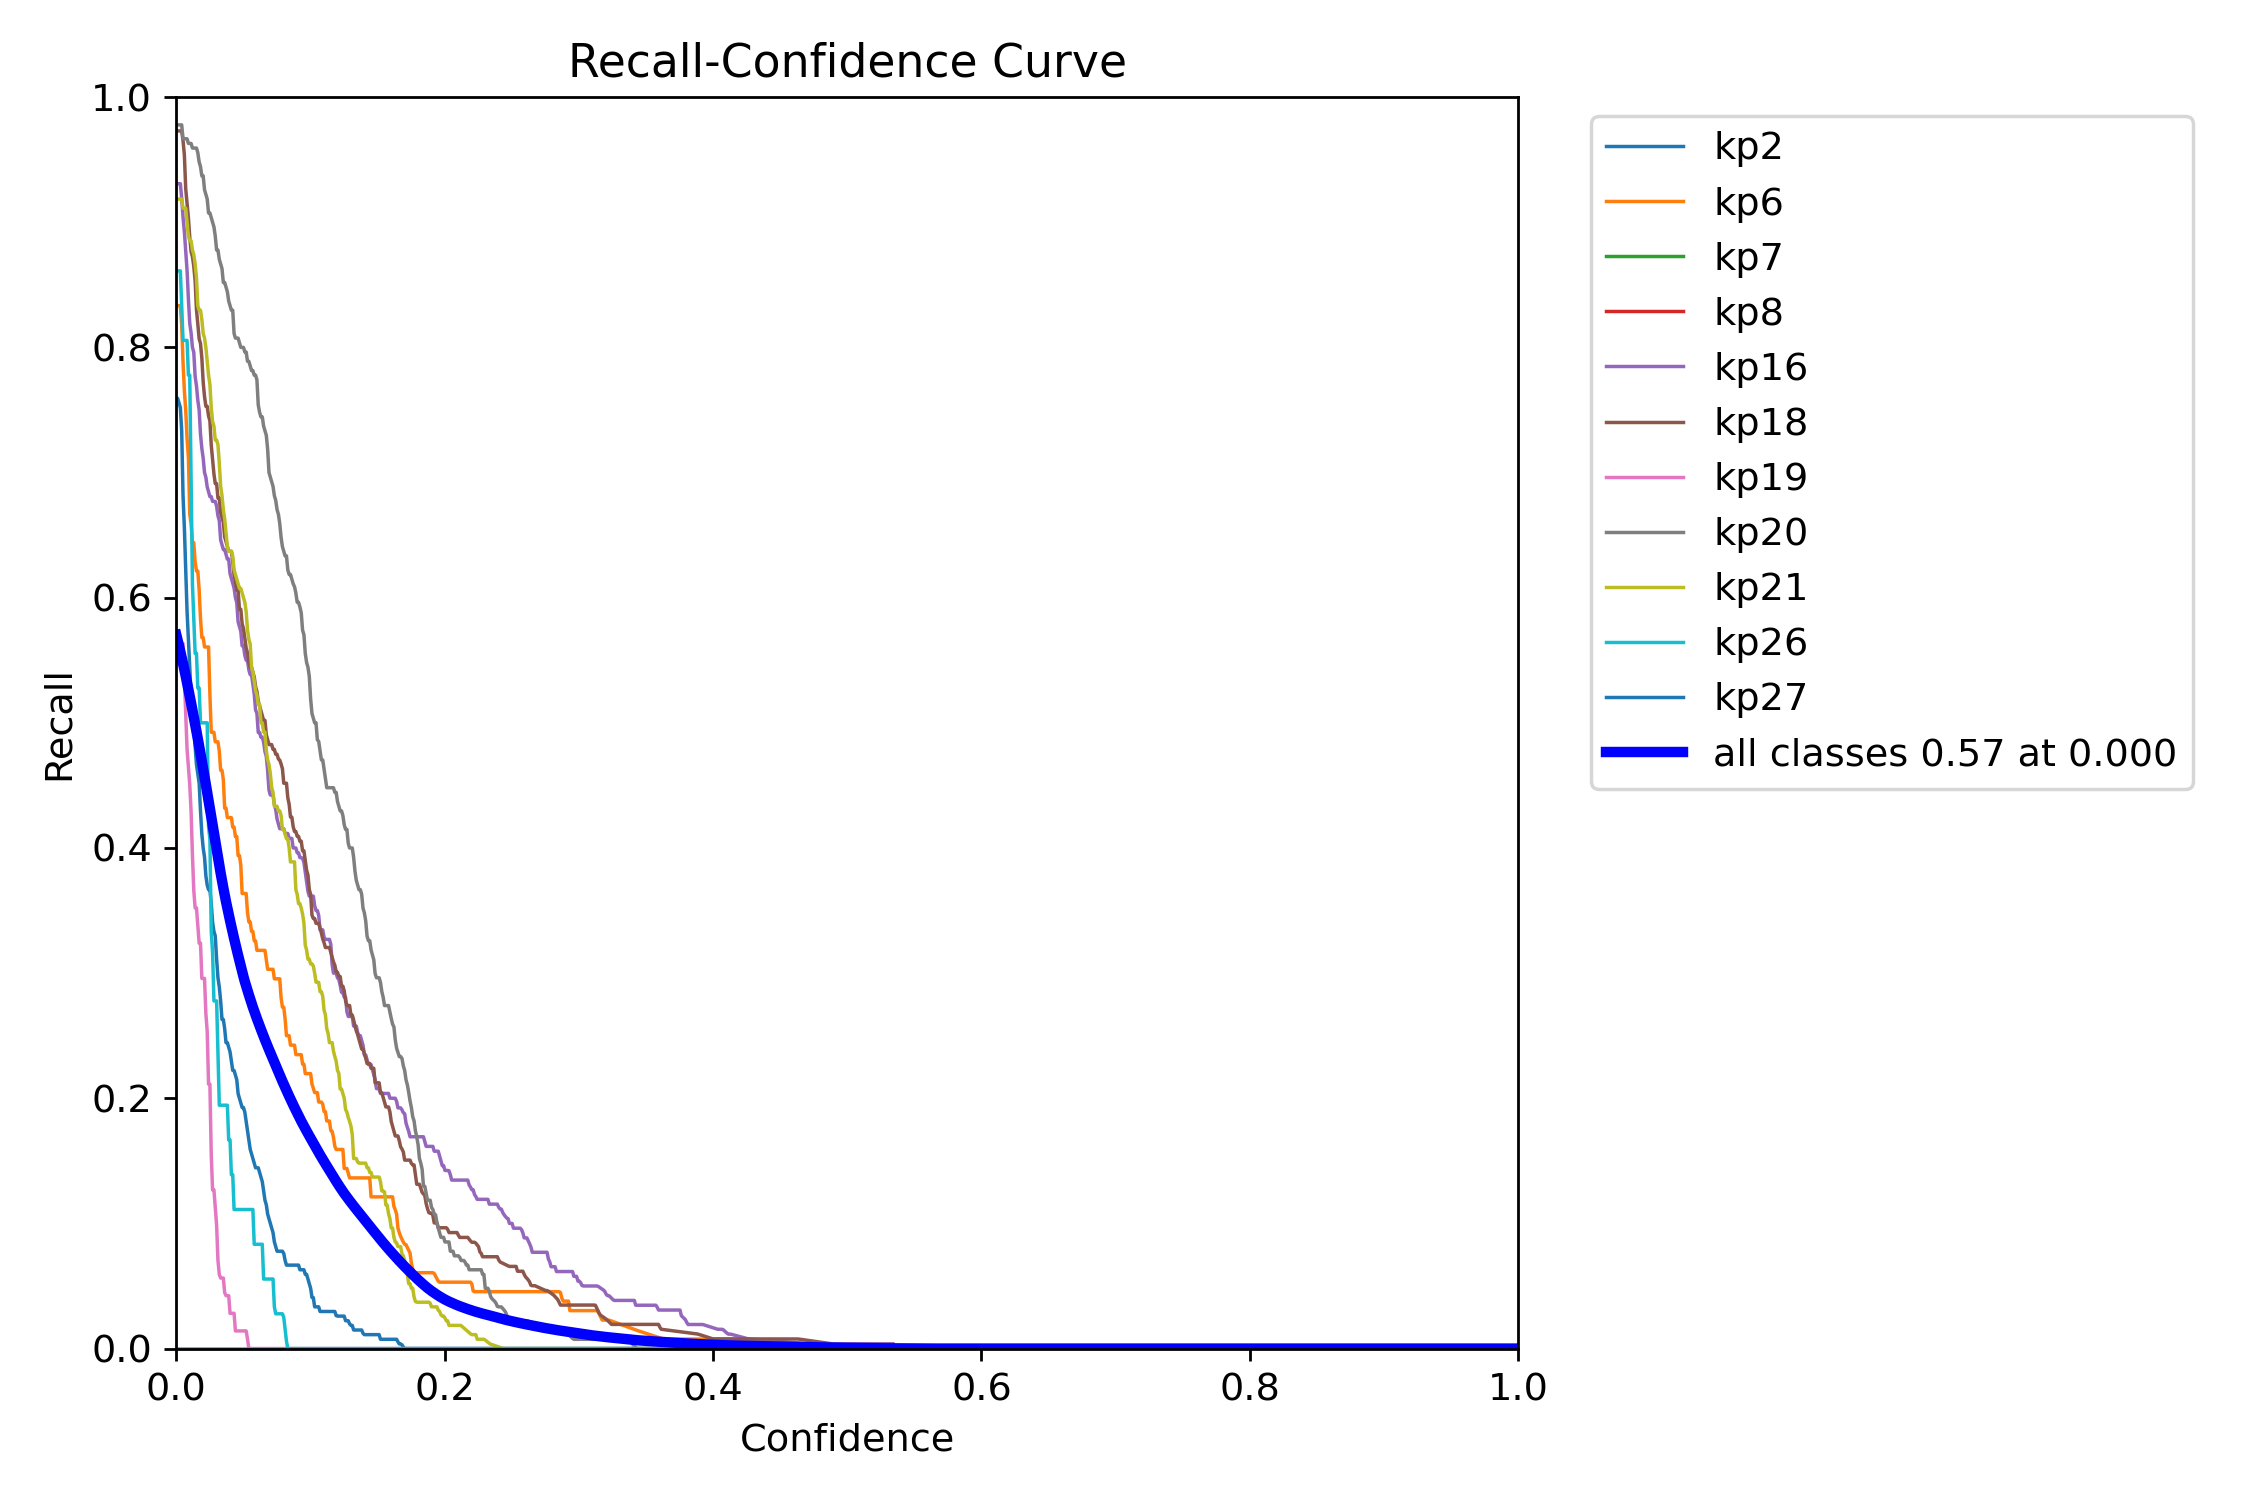 Recall-Confidence Curve
1.0
0.8
0.6
0.4
0.2
0.0
Recall
0.0 0.2 0.4 0.6 0.8 1.0
Confidence
kp2
kp6
kp7
kp8
kp16
kp18
kp19
kp20
kp21
kp26
kp27
all classes 0.57 at 0.000